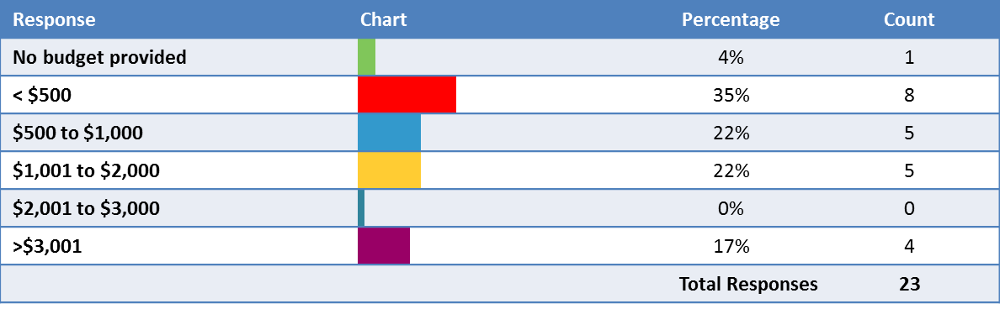 Response Chart Percentage Count
No budget provided 4% 1
< $500 35% 8
$500 to $1,000 22% 5
$1,001 to $2,000 22% 5
$2,001 to $3,000 0% 0
>$3,001 17% 4
Total Responses 23